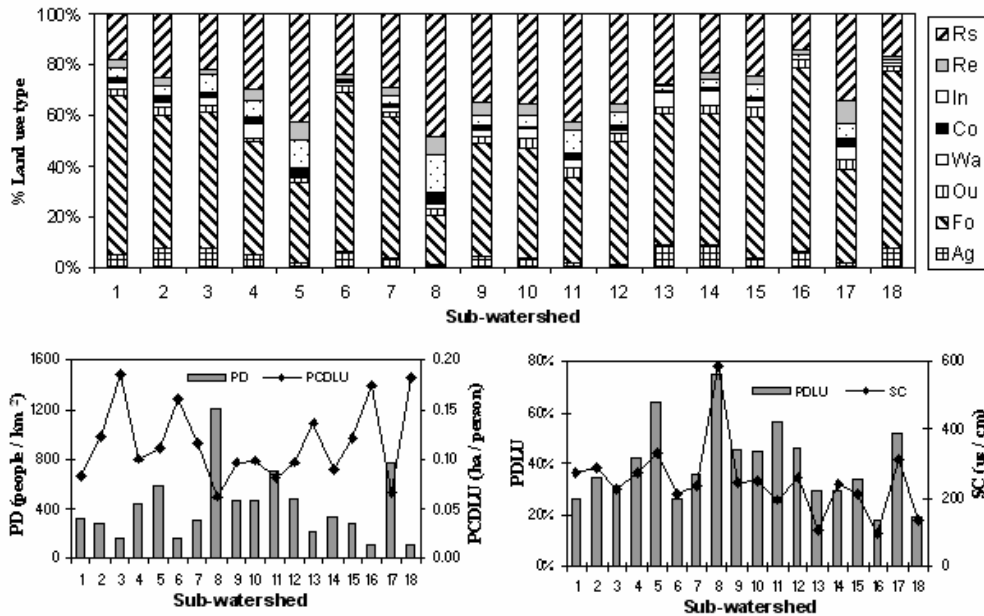 100%
80%
60%
40%
20%
0%
% Land use type
1 2 3 4 5 6 7 8 9 10 11 12 13 14 15 16 17 18
Sub-watershed
Rs
Re
In
Co
Wa
Ou
Fo
Ag
1600
1200
800
400
0
PD (people / km⁻²)
PD PCDLU
0.20
0.15
0.10
0.05
0.00
PCDLU (ha / person)
1 2 3 4 5 6 7 8 9 10 11 12 13 14 15 16 17 18
Sub-watershed
80%
60%
40%
20%
0%
PDLU
PDLU SC
600
400
200
0
SC (us / cm)
1 2 3 4 5 6 7 8 9 10 11 12 13 14 15 16 17 18
Sub-watershed